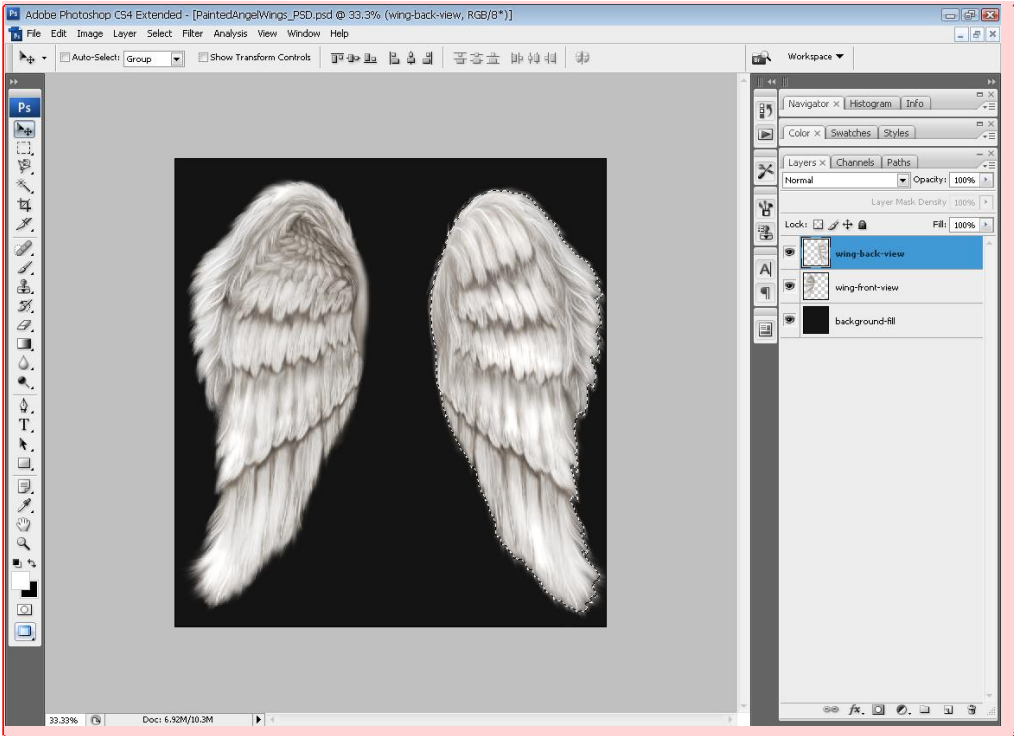 Adobe Photoshop CS4 Extended - [PaintedAngelWings_PSD.psd @ 33.3% (wing-back-view, RGB/8*)]
File Edit Image Layer Select Filter Analysis View Window Help
Auto-Select: Group Show Transform Controls Workspace
Ps
Navigator × Histogram Info
Color × Swatches Styles
Layers × Channels Paths
Normal Opacity: 100%
Layer Mask Density 100%
Lock: Fill: 100%
wing-back-view
wing-front-view
background-fill
33.33% Doc: 6.92M/10.3M